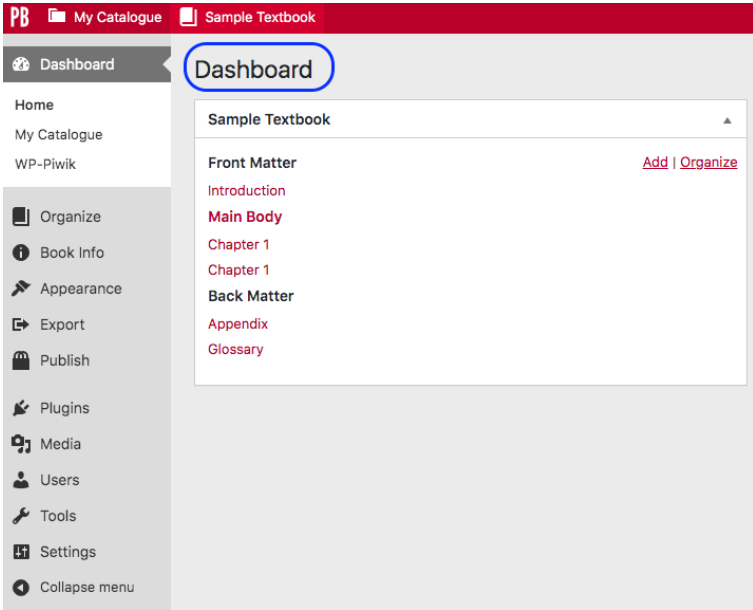 PB My Catalogue Sample Textbook
Dashboard
Home
My Catalogue
WP-Piwik
Organize
Book Info
Appearance
Export
Publish
Plugins
Media
Users
Tools
Settings
Collapse menu
Dashboard
Sample Textbook
Front Matter Add | Organize
Introduction
Main Body
Chapter 1
Chapter 1
Back Matter
Appendix
Glossary